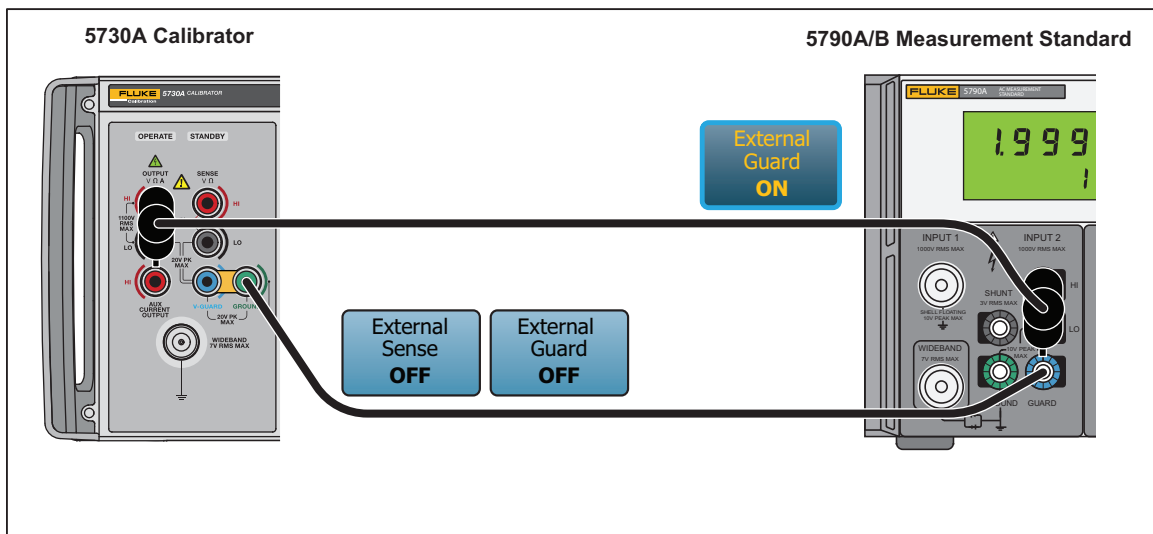 5730A Calibrator
5790A/B Measurement Standard
FLUKE
Calibration
5730A CALIBRATOR
OPERATE STANDBY
OUTPUT
V Ω A
SENSE
V Ω
HI
HI
1100V
RMS
MAX
LO
LO
20V PK
MAX
HI
AUX
CURRENT
OUTPUT
V-GUARD
20V PK
MAX
WIDEBAND
7V RMS MAX
External
Sense
OFF
External
Guard
OFF
External
Guard
ON
FLUKE
5790A
AC MEASUREMENT
STANDARD
1.999
1
INPUT 1
1000V RMS MAX
INPUT 2
1000V RMS MAX
SHELL FLOATING
10V PEAK MAX
SHUNT
3V RMS MAX
HI
LO
10V PEAK
MAX
WIDEBAND
7V RMS MAX
GUARD